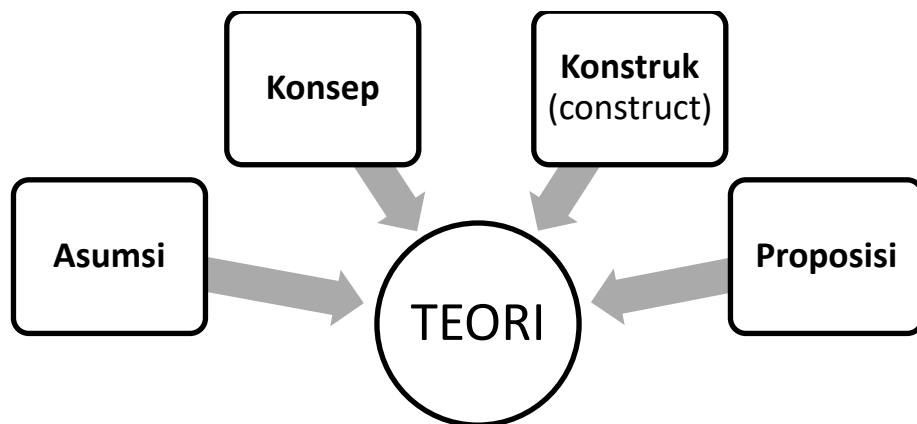 Konsep
Konstruk
(construct)
Asumsi
Proposisi
TEORI